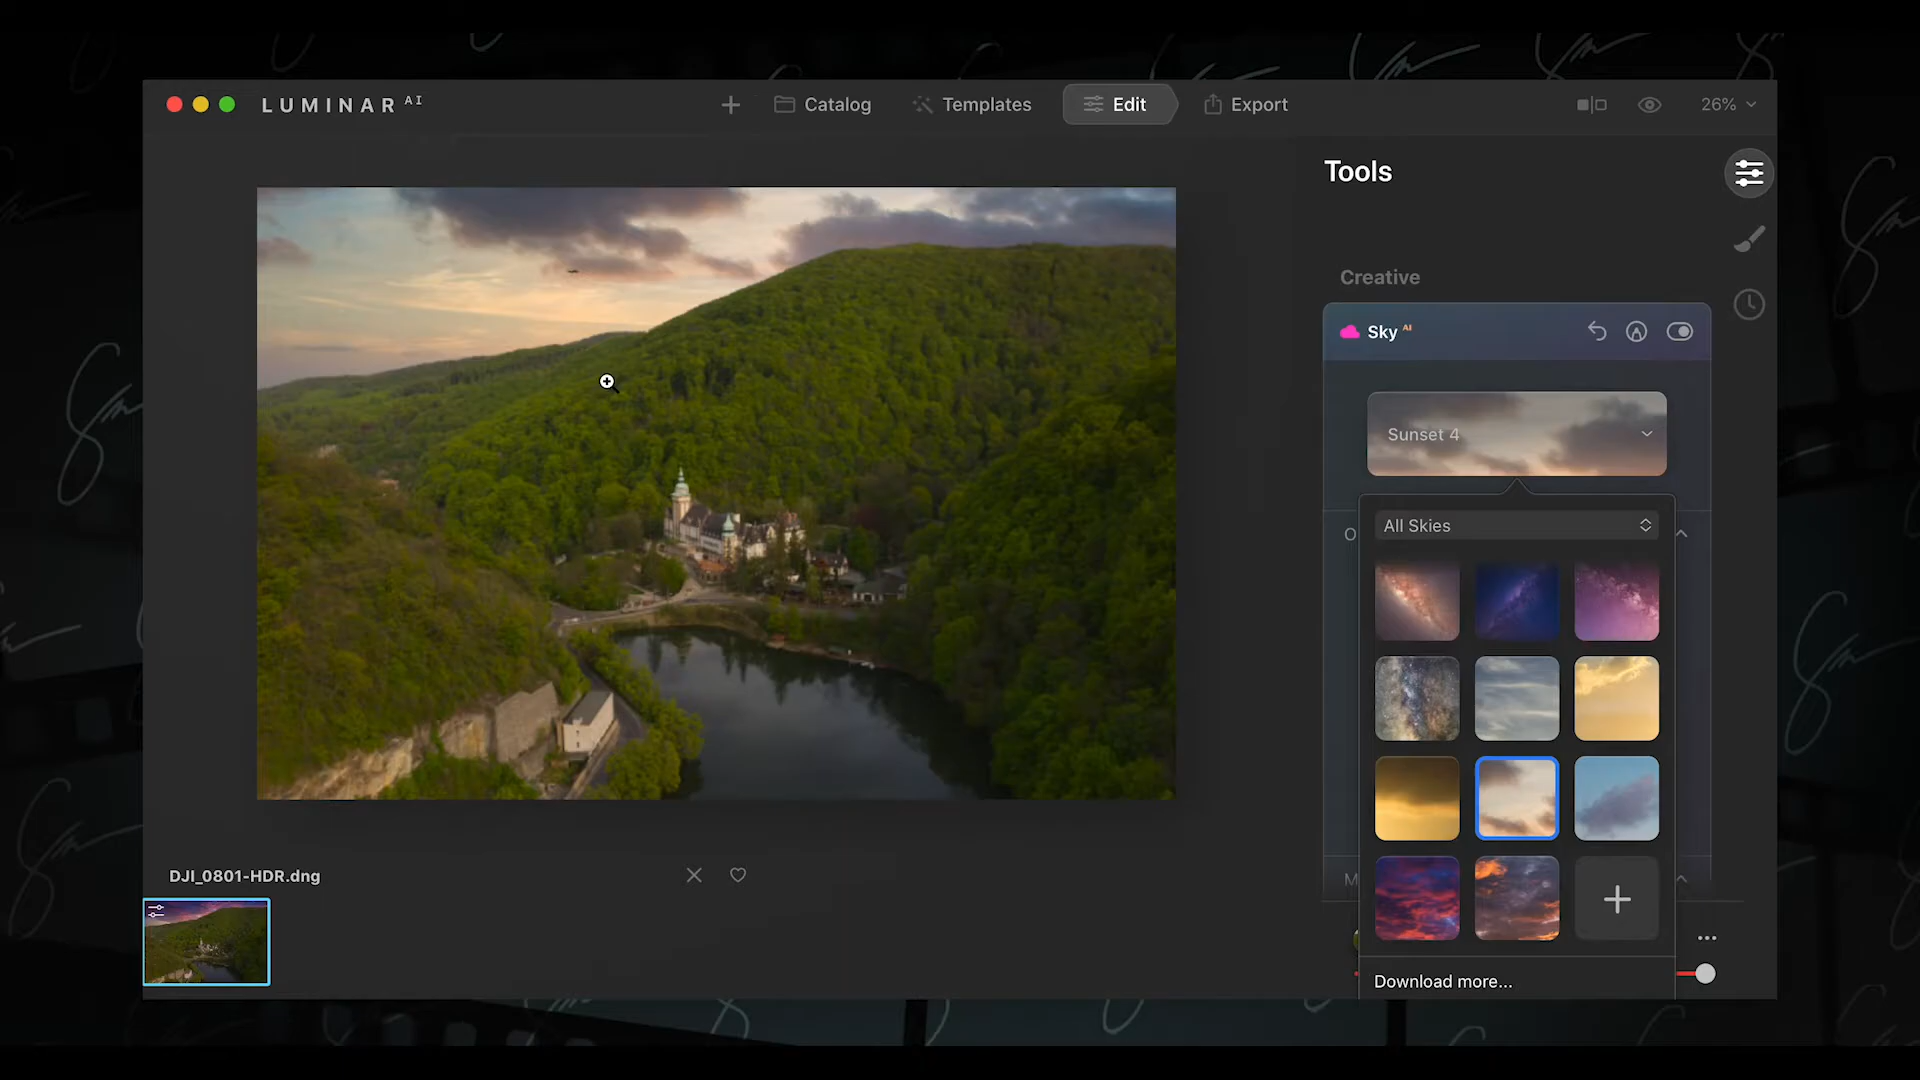 LUMINAR AI
Catalog
Templates
Edit
Export
26%
Tools
Creative
Sky AI
Sunset 4
O
All Skies
M
DJI_0801-HDR.dng
Download more...